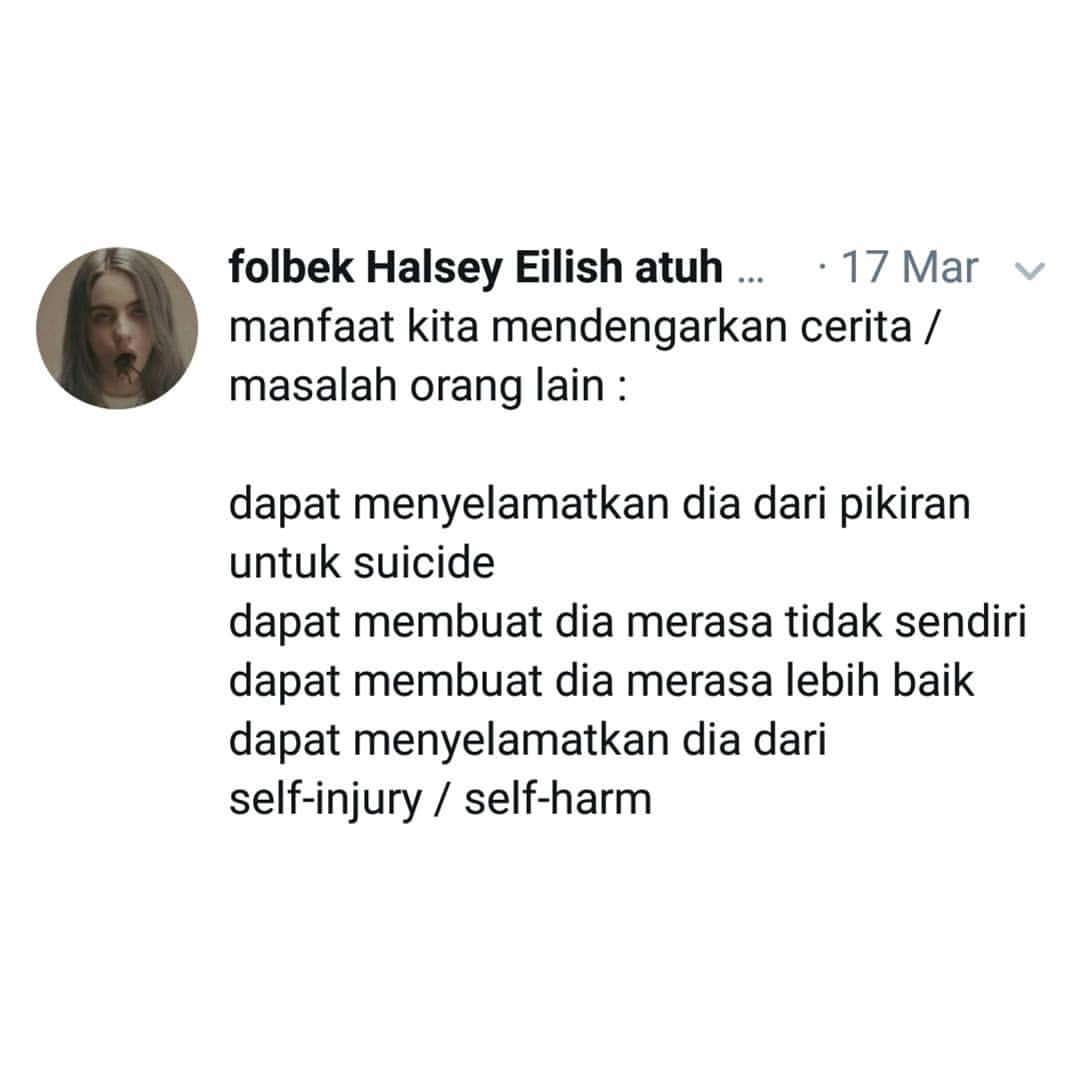 folbek Halsey Eilish atuh ... · 17 Mar
manfaat kita mendengarkan cerita /
masalah orang lain :
dapat menyelamatkan dia dari pikiran
untuk suicide
dapat membuat dia merasa tidak sendiri
dapat membuat dia merasa lebih baik
dapat menyelamatkan dia dari
self-injury / self-harm